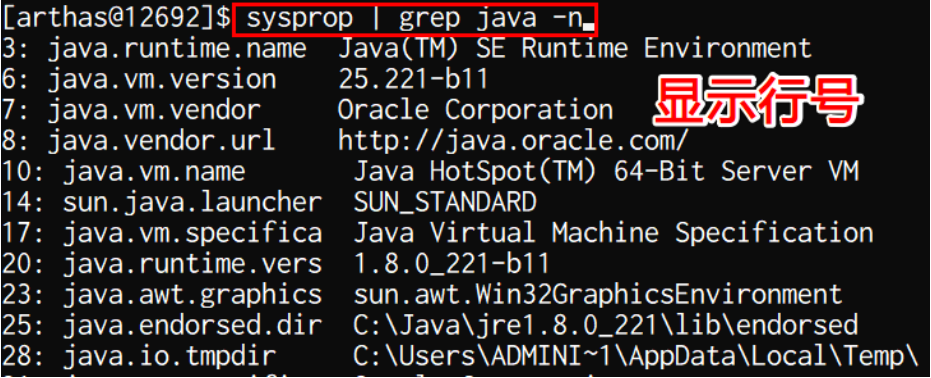 [arthas@12692]$ sysprop | grep java -n
3: java.runtime.name  Java(TM) SE Runtime Environment
6: java.vm.version    25.221-b11
7: java.vm.vendor     Oracle Corporation
显示行号
8: java.vendor.url    http://java.oracle.com/
10: java.vm.name       Java HotSpot(TM) 64-Bit Server VM
14: sun.java.launcher  SUN_STANDARD
17: java.vm.specifica  Java Virtual Machine Specification
20: java.runtime.vers  1.8.0_221-b11
23: java.awt.graphics  sun.awt.Win32GraphicsEnvironment
25: java.endorsed.dir  C:\Java\jre1.8.0_221\lib\endorsed
28: java.io.tmpdir     C:\Users\ADMINI~1\AppData\Local\Temp\